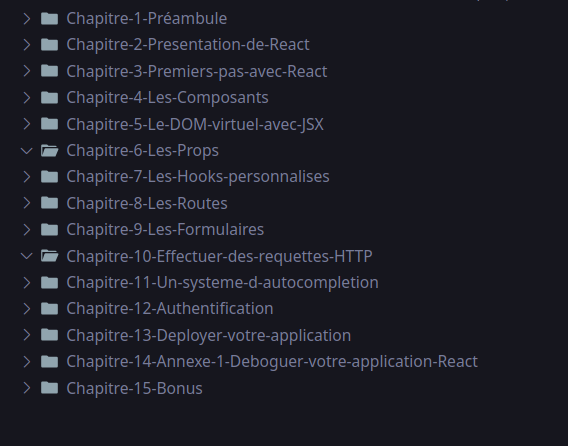 Chapitre-1-Préambule
Chapitre-2-Presentation-de-React
Chapitre-3-Premiers-pas-avec-React
Chapitre-4-Les-Composants
Chapitre-5-Le-DOM-virtuel-avec-JSX
Chapitre-6-Les-Props
Chapitre-7-Les-Hooks-personnalises
Chapitre-8-Les-Routes
Chapitre-9-Les-Formulaires
Chapitre-10-Effectuer-des-requettes-HTTP
Chapitre-11-Un-systeme-d-autocompletion
Chapitre-12-Authentification
Chapitre-13-Deployer-votre-application
Chapitre-14-Annexe-1-Deboguer-votre-application-React
Chapitre-15-Bonus